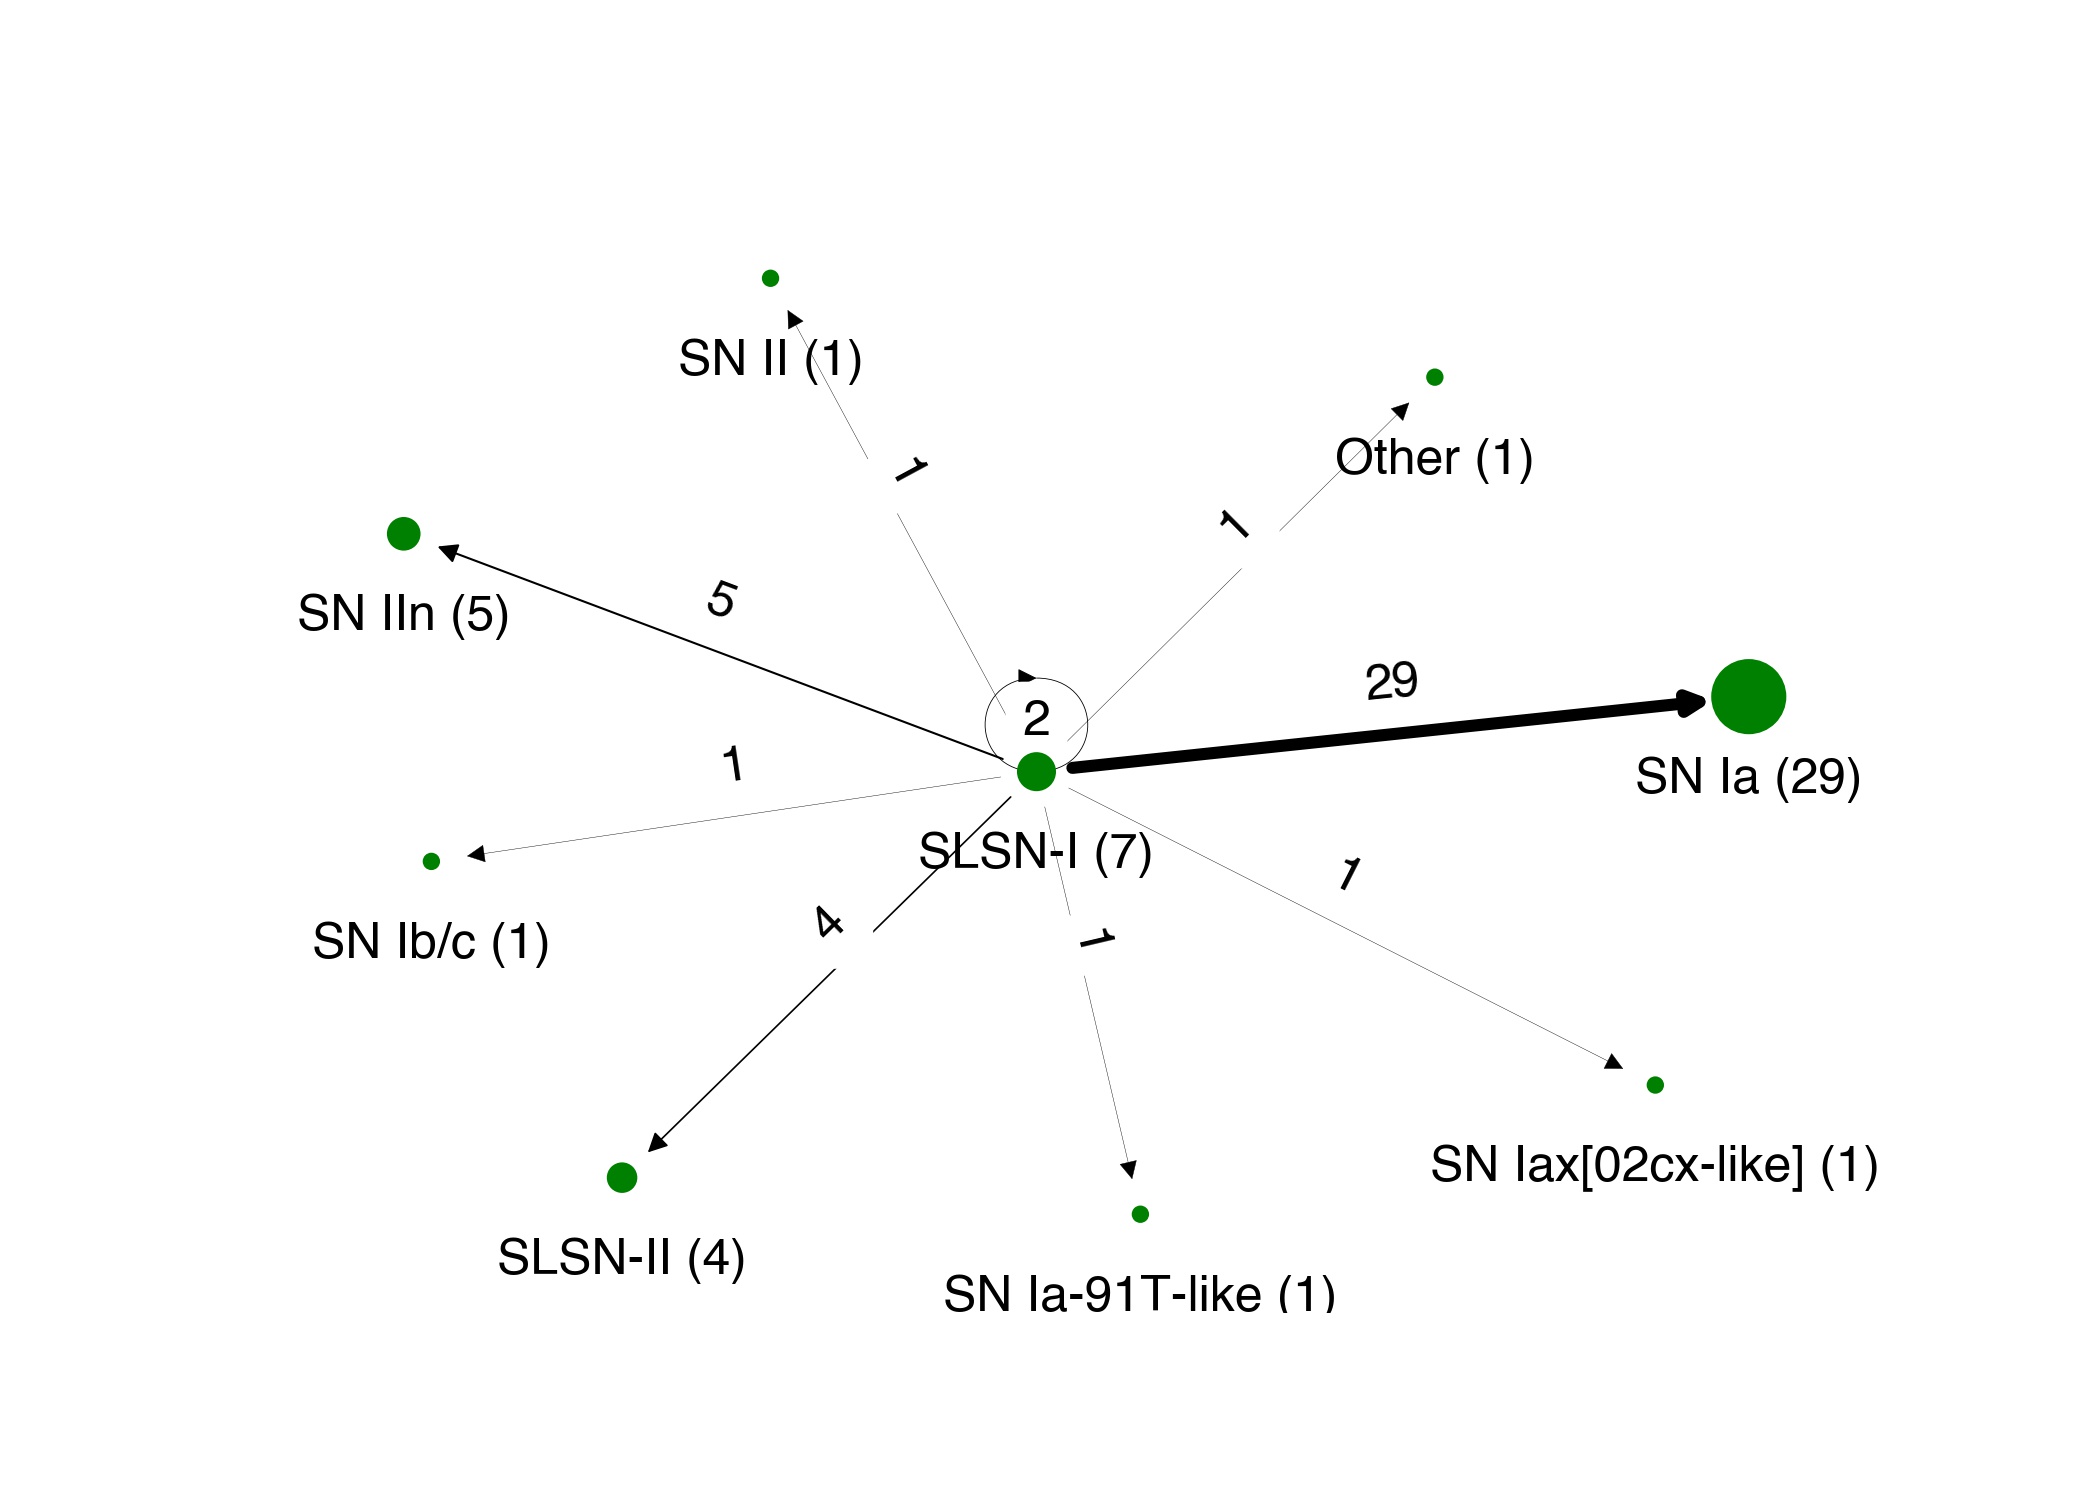 SN II (1)
Other (1)
1
1
SN IIn (5)
5
29
2
SN Ia (29)
1
SLSN-I (7)
1
4
1
SN Ib/c (1)
SN Iax[02cx-like] (1)
SLSN-II (4)
SN Ia-91T-like (1)